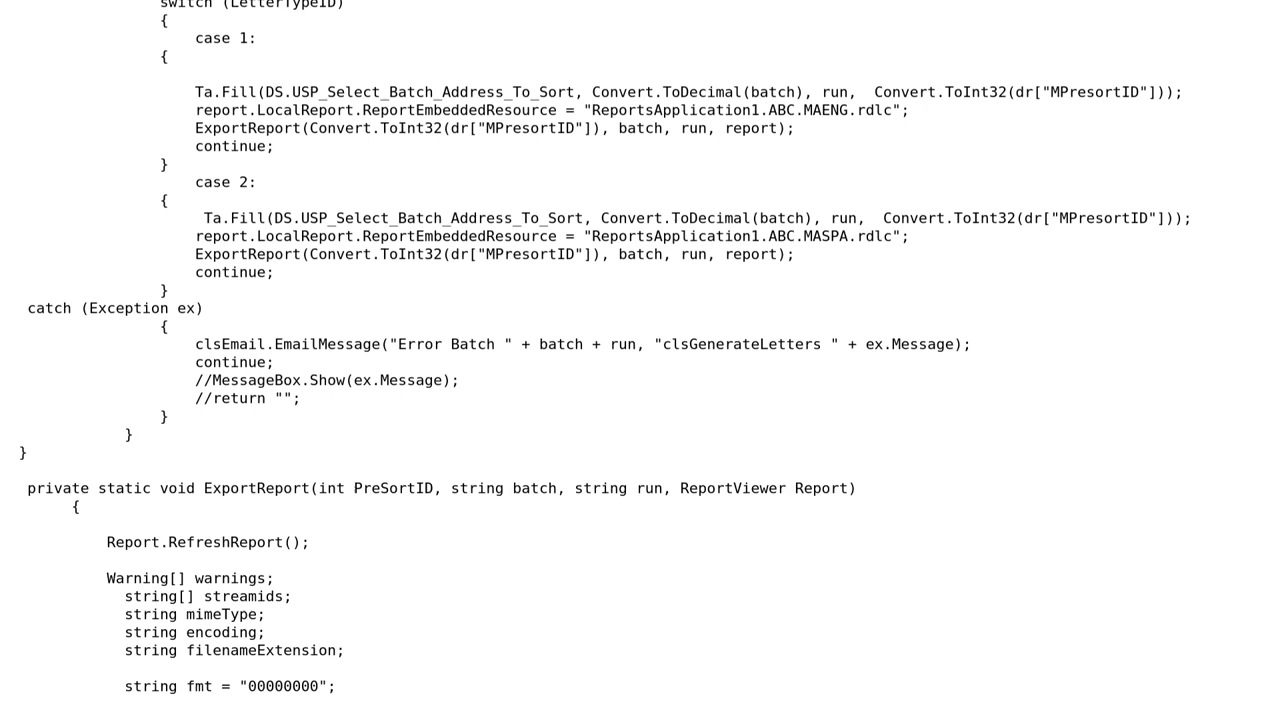 switch (LetterTypeID)
{
case 1:
{
Ta.Fill(DS.USP_Select_Batch_Address_To_Sort, Convert.ToDecimal(batch), run,  Convert.ToInt32(dr["MPresortID"]));
report.LocalReport.ReportEmbeddedResource = "ReportsApplication1.ABC.MAENG.rdlc";
ExportReport(Convert.ToInt32(dr["MPresortID"]), batch, run, report);
continue;
}
case 2:
{
Ta.Fill(DS.USP_Select_Batch_Address_To_Sort, Convert.ToDecimal(batch), run,  Convert.ToInt32(dr["MPresortID"]));
report.LocalReport.ReportEmbeddedResource = "ReportsApplication1.ABC.MASPA.rdlc";
ExportReport(Convert.ToInt32(dr["MPresortID"]), batch, run, report);
continue;
}
catch (Exception ex)
{
clsEmail.EmailMessage("Error Batch " + batch + run, "clsGenerateLetters " + ex.Message);
continue;
//MessageBox.Show(ex.Message);
//return "";
}
}
}
private static void ExportReport(int PreSortID, string batch, string run, ReportViewer Report)
{
Report.RefreshReport();
Warning[] warnings;
string[] streamids;
string mimeType;
string encoding;
string filenameExtension;
string fmt = "00000000";